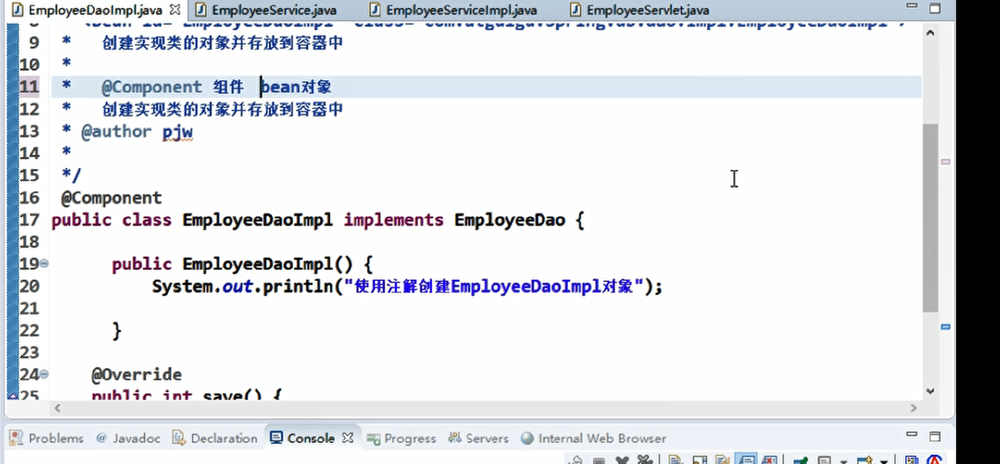 EmployeeDaoImpl.java EmployeeService.java EmployeeServiceImpl.java EmployeeServlet.java
9 * 创建实现类的对象并存放到容器中
10 *
11 * @Component 组件 bean对象
12 * 创建实现类的对象并存放到容器中
13 * @author pjw
14 *
15 */
16 @Component
17 public class EmployeeDaoImpl implements EmployeeDao {
18
19 public EmployeeDaoImpl() {
20 System.out.println("使用注解创建EmployeeDaoImpl对象");
21
22 }
23
24 @Override
25 public int save() {
Problems @ Javadoc Declaration Console Progress Servers Internal Web Browser